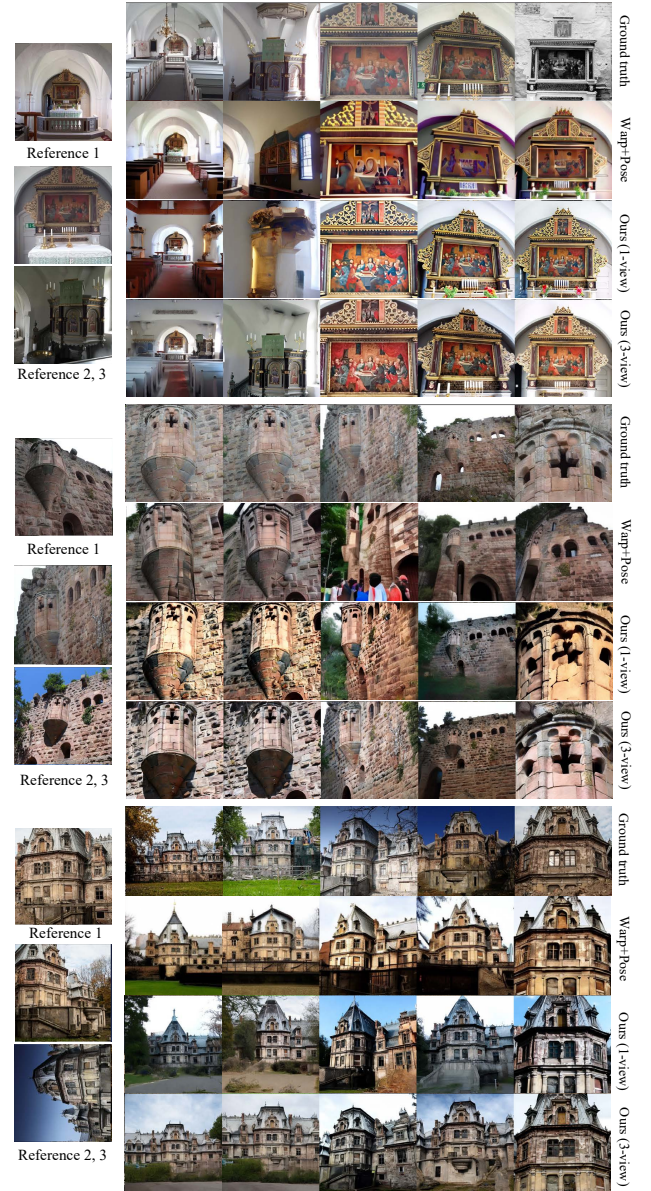 Reference 1
Reference 2, 3
Ground truth
Warp+Pose
Ours (1-view)
Ours (3-view)
Reference 1
Reference 2, 3
Ground truth
Warp+Pose
Ours (1-view)
Ours (3-view)
Reference 1
Reference 2, 3
Ground truth
Warp+Pose
Ours (1-view)
Ours (3-view)